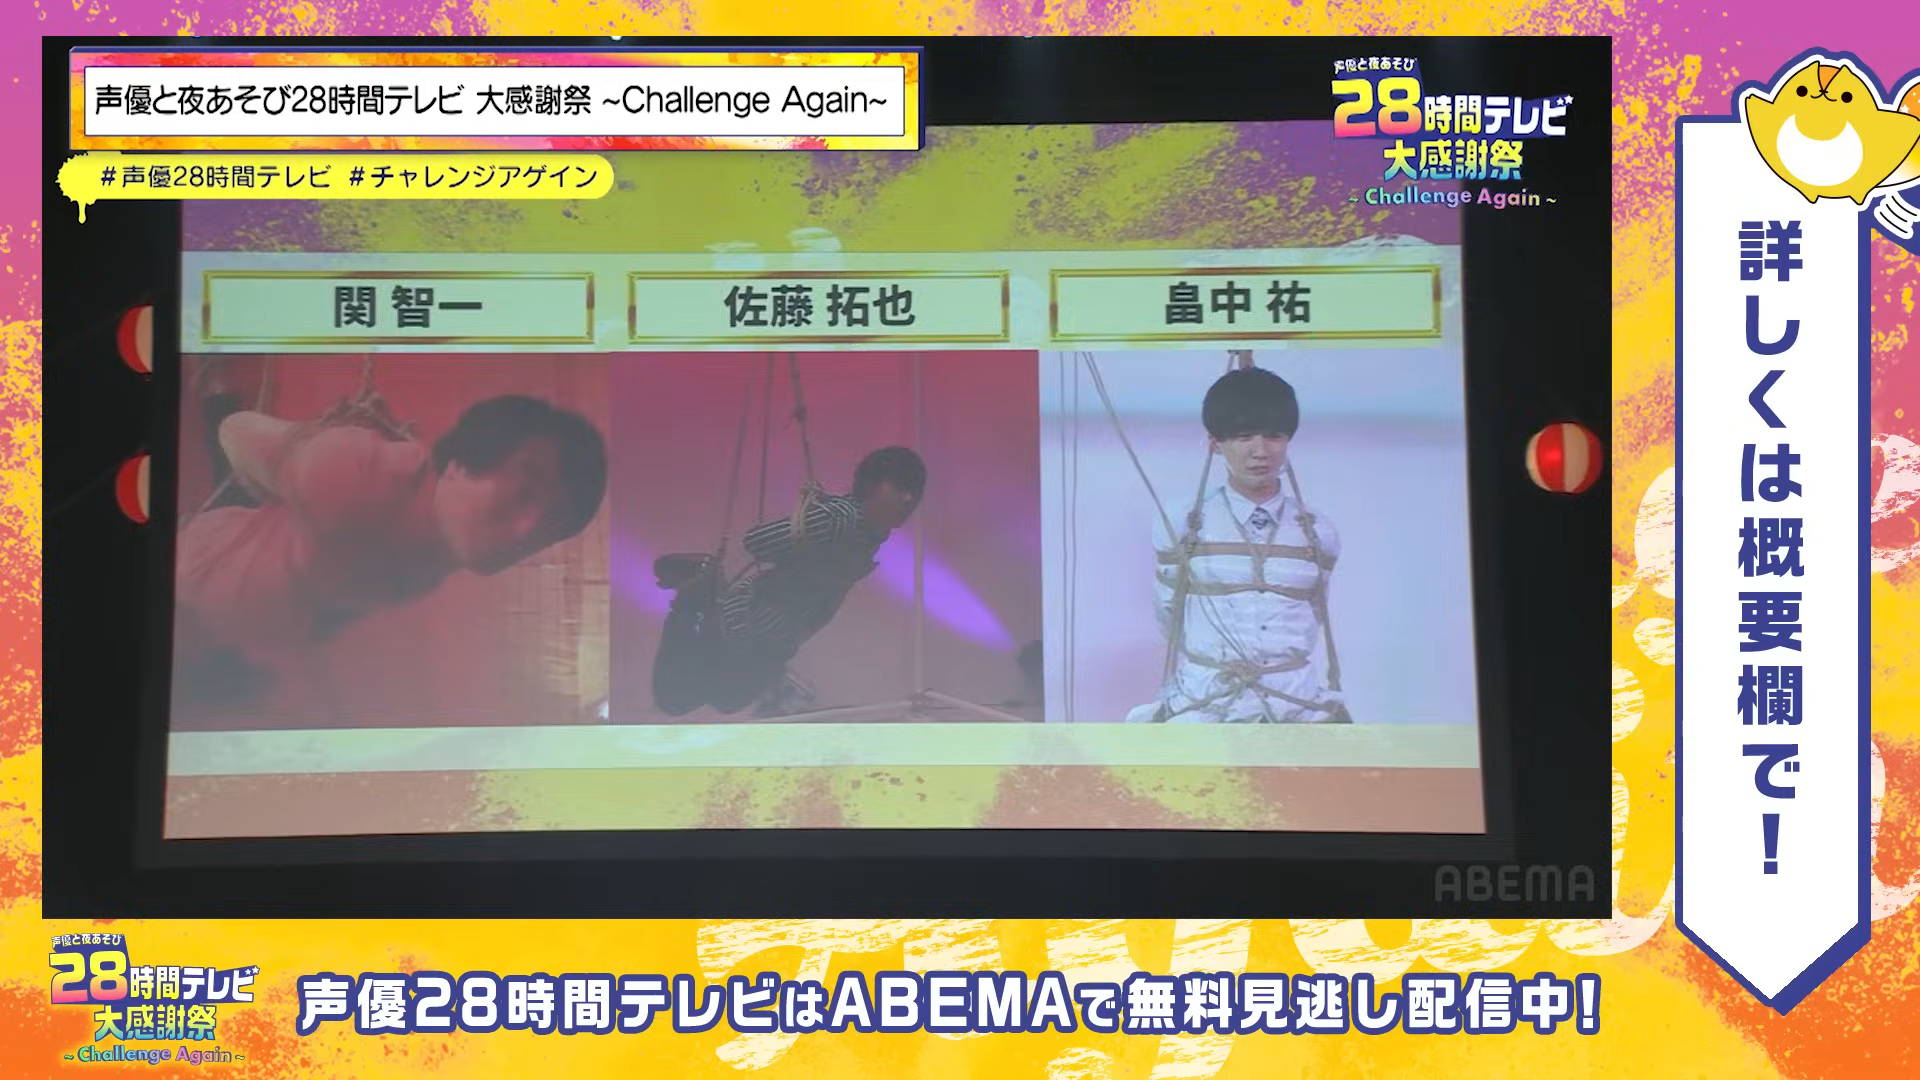 声優と夜あそび28時間テレビ 大感謝祭 ~Challenge Again~
#声優28時間テレビ #チャレンジアゲイン
声優と夜あそび
28時間テレビ
大感謝祭
~ Challenge Again ~
関 智一
佐藤 拓也
畠中 祐
ABEMA
詳しくは概要欄で!
声優と夜あそび
28時間テレビ
大感謝祭
~ Challenge Again ~
声優28時間テレビはABEMAで無料見逃し配信中!